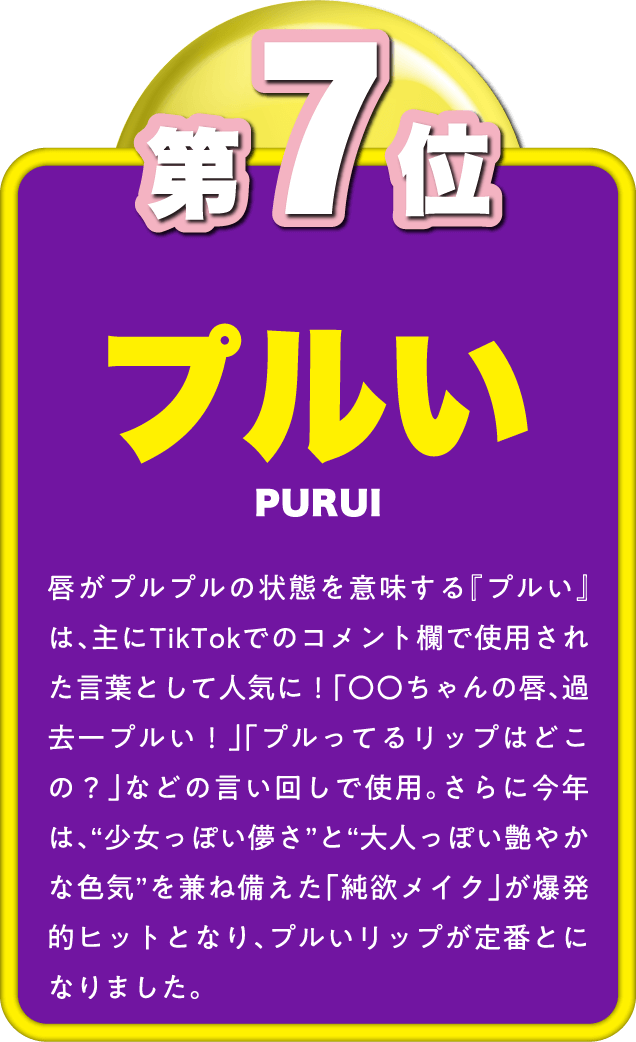 第7位
プルい
PURUI
唇がプルプルの状態を意味する『プルい』
は、主にTikTokでのコメント欄で使用され
た言葉として人気に！「〇〇ちゃんの唇、過
去一プルい！」「プルってるリップはどこ
の？」などの言い回しで使用。さらに今年
は、“少女っぽい儚さ”と“大人っぽい艶やか
な色気”を兼ね備えた「純欲メイク」が爆発
的ヒットとなり、プルいリップが定番とに
なりました。